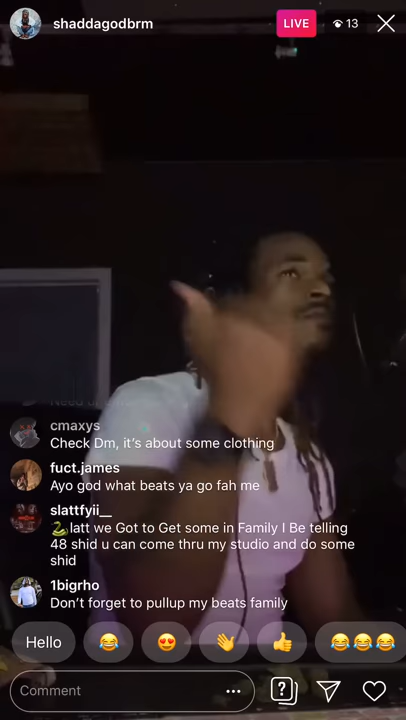 shaddagodbrm
LIVE
13
cmaxys
Check Dm, it's about some clothing
fuct.james
Ayo god what beats ya go fah me
slattfyii__
🐍latt we Got to Get some in Family I Be telling
48 shid u can come thru my studio and do some
shid
1bigrho
Don't forget to pullup my beats family
Hello
😂
😍
👋
👍
😂😂😂
Comment